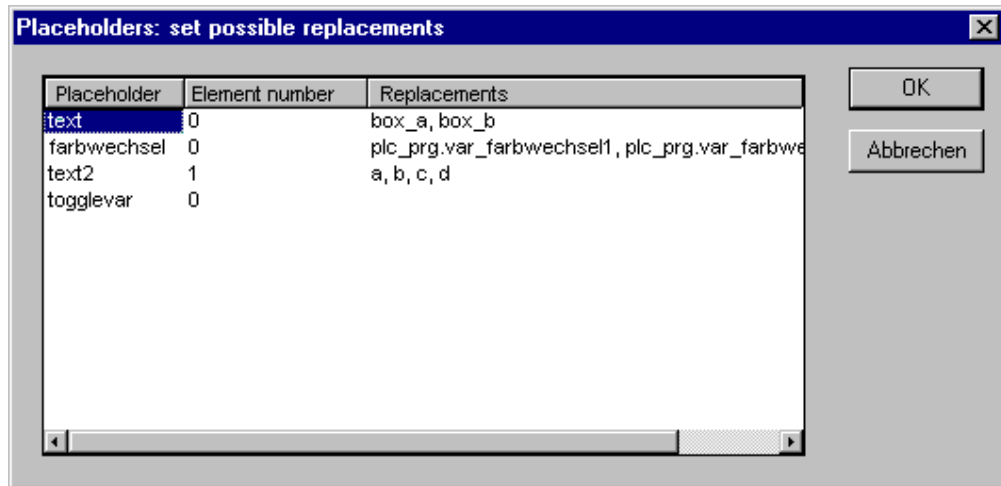 Placeholders: set possible replacements
Placeholder Element number Replacements
text 0 box_a, box_b
farbwechsel 0 plc_prg.var_farbwechsel1, plc_prg.var_farbwe
text2 1 a, b, c, d
togglevar 0
OK
Abbrechen